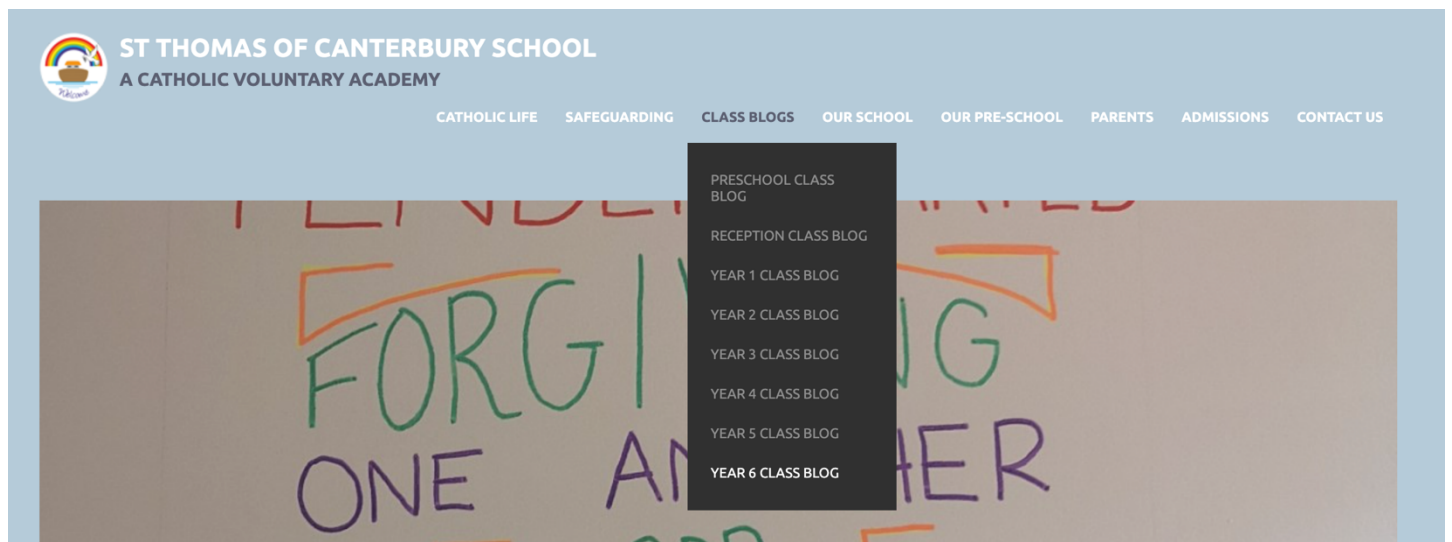 ST THOMAS OF CANTERBURY SCHOOL
A CATHOLIC VOLUNTARY ACADEMY
Welcome
CATHOLIC LIFE SAFEGUARDING CLASS BLOGS OUR SCHOOL OUR PRE-SCHOOL PARENTS ADMISSIONS CONTACT US
PRESCHOOL CLASS
BLOG
RECEPTION CLASS BLOG
YEAR 1 CLASS BLOG
YEAR 2 CLASS BLOG
YEAR 3 CLASS BLOG
YEAR 4 CLASS BLOG
YEAR 5 CLASS BLOG
YEAR 6 CLASS BLOG
ONE